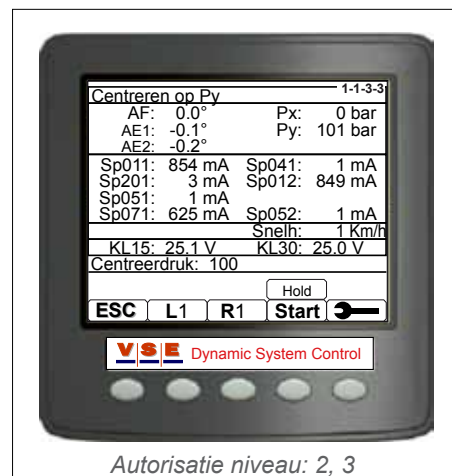 1-1-3-3
Centreren op Py
AF: 0.0° Px: 0 bar
AE1: -0.1° Py: 101 bar
AE2: -0.2°
Sp011: 854 mA Sp041: 1 mA
Sp201: 3 mA Sp012: 849 mA
Sp051: 1 mA
Sp071: 625 mA Sp052: 1 mA
Snelh: 1 Km/h
KL15: 25.1 V KL30: 25.0 V
Centreerdruk: 100
Hold
ESC L1 R1 Start
VSE Dynamic System Control
Autorisatie niveau: 2, 3